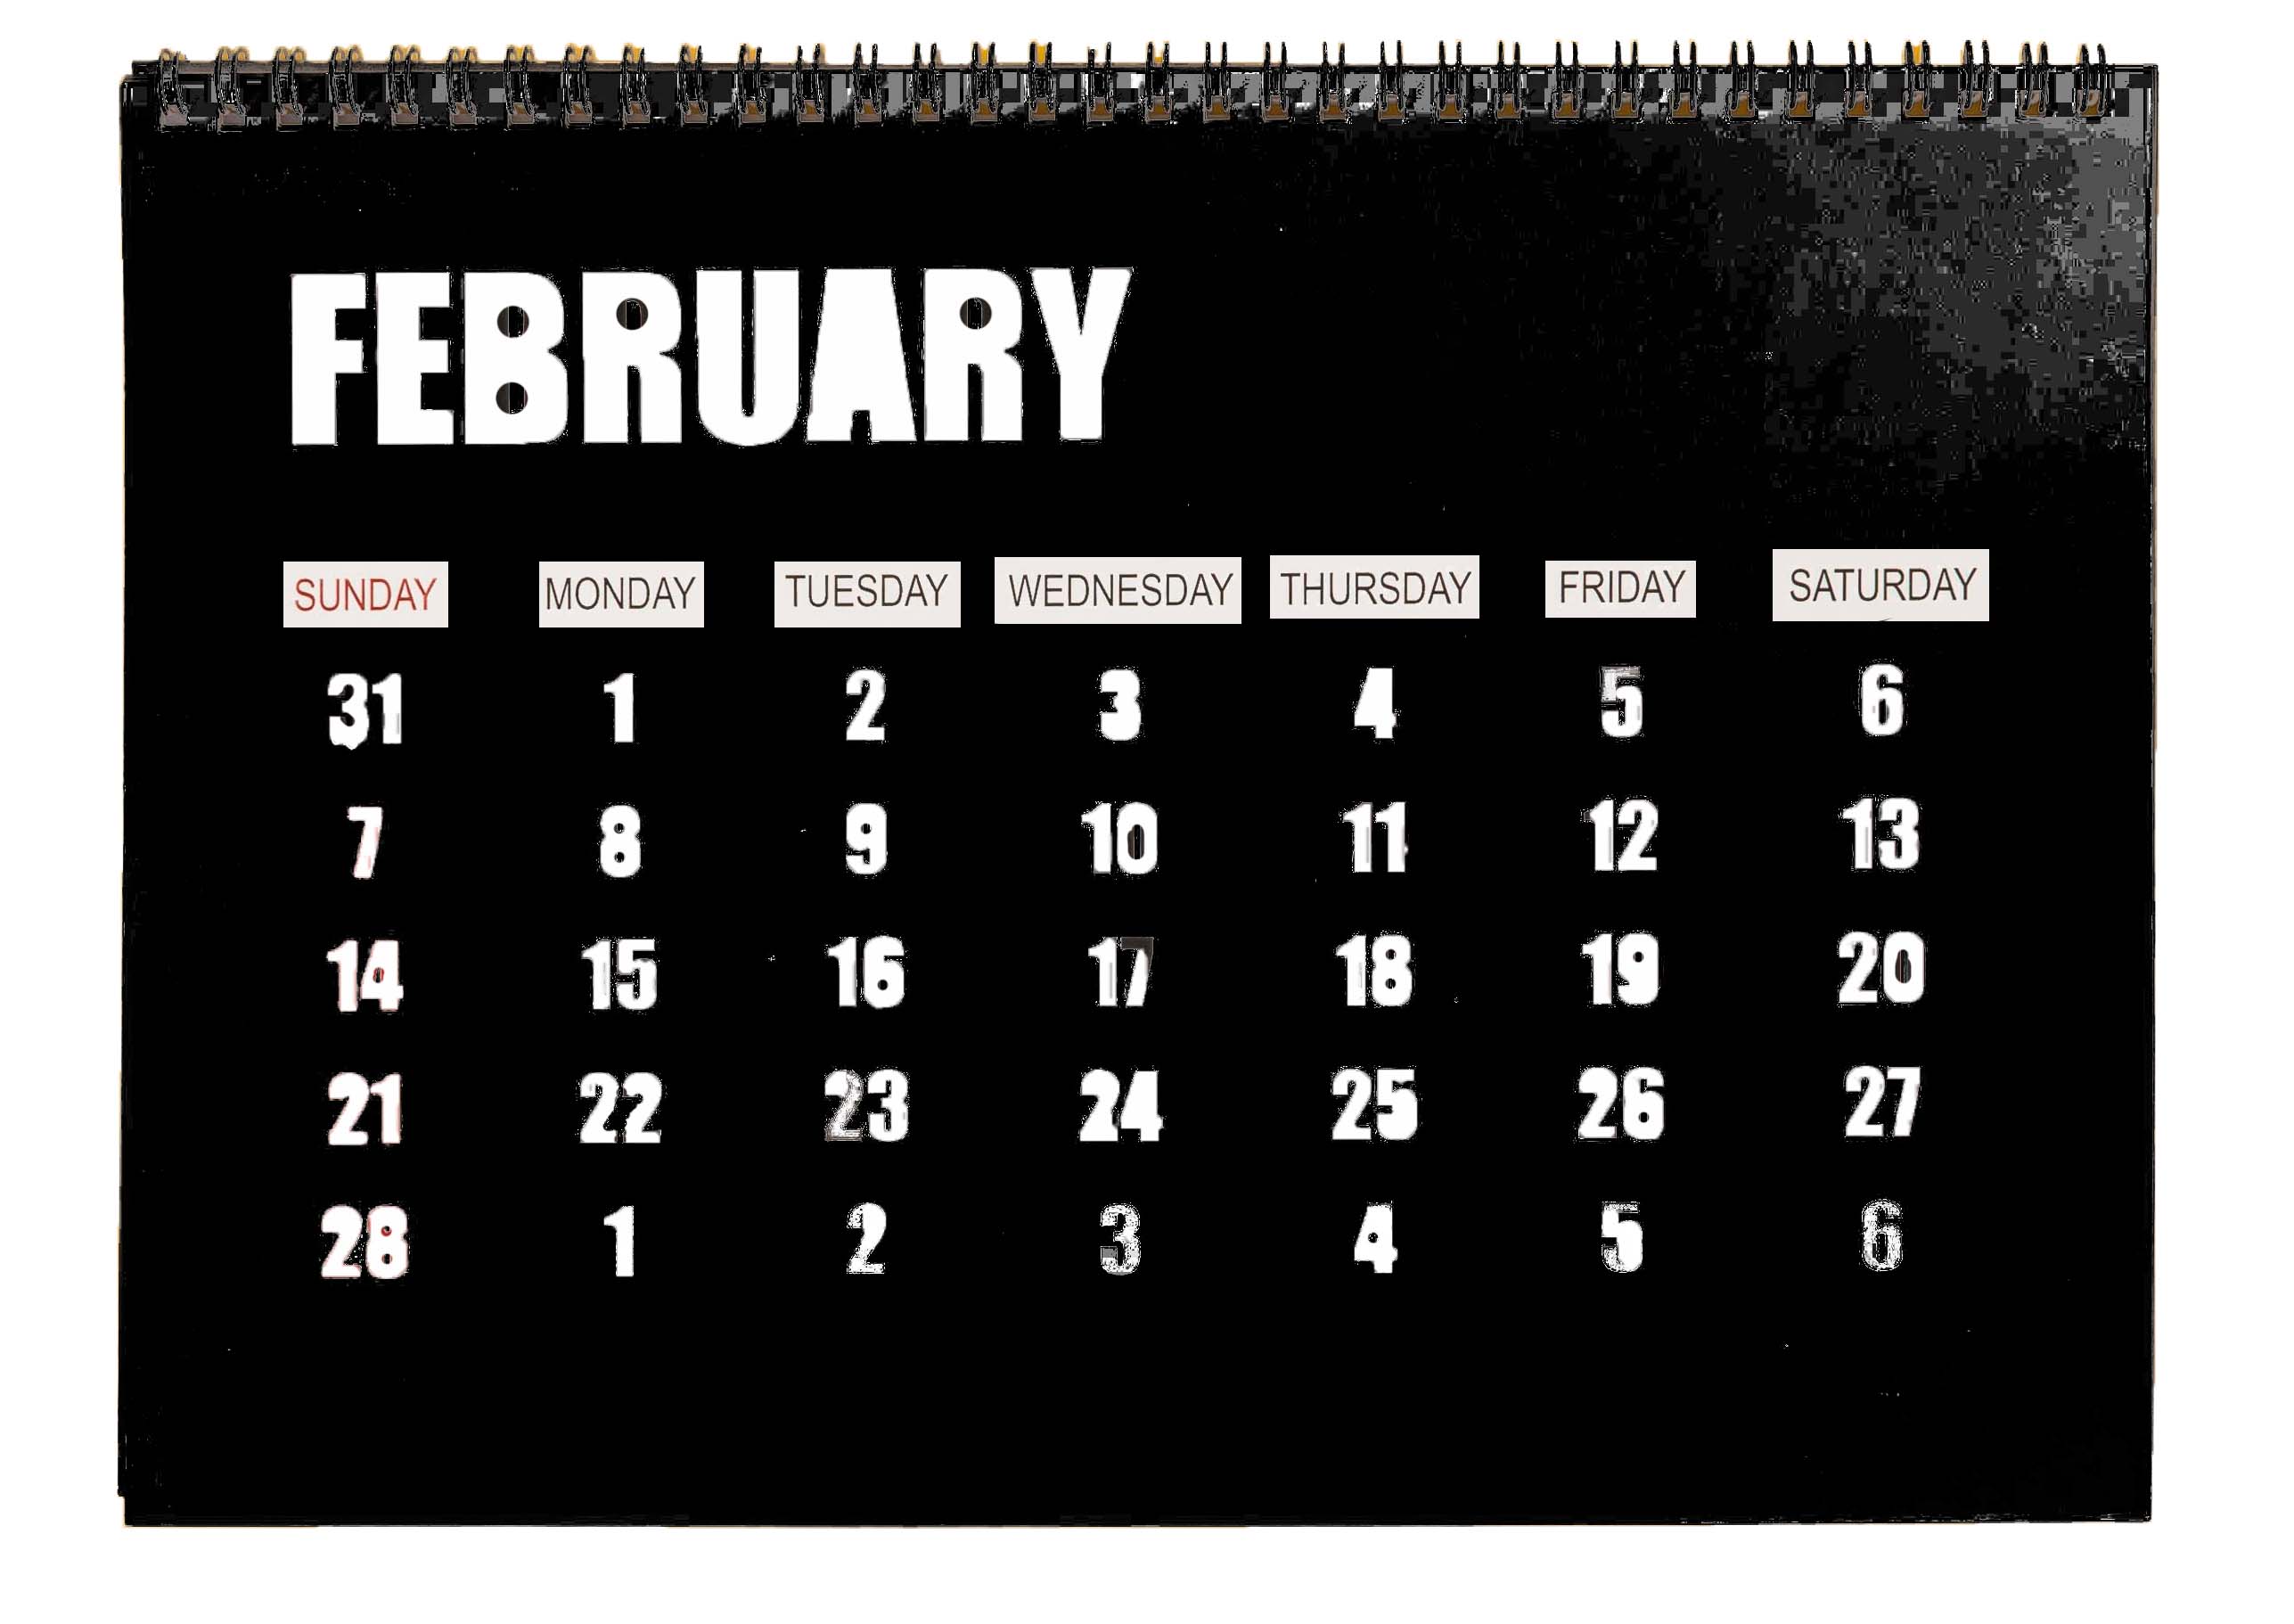 FEBRUARY
SUNDAY MONDAY TUESDAY WEDNESDAY THURSDAY FRIDAY SATURDAY
31 1 2 3 4 5 6
7 8 9 10 11 12 13
14 15 16 17 18 19 20
21 22 23 24 25 26 27
28 1 2 3 4 5 6